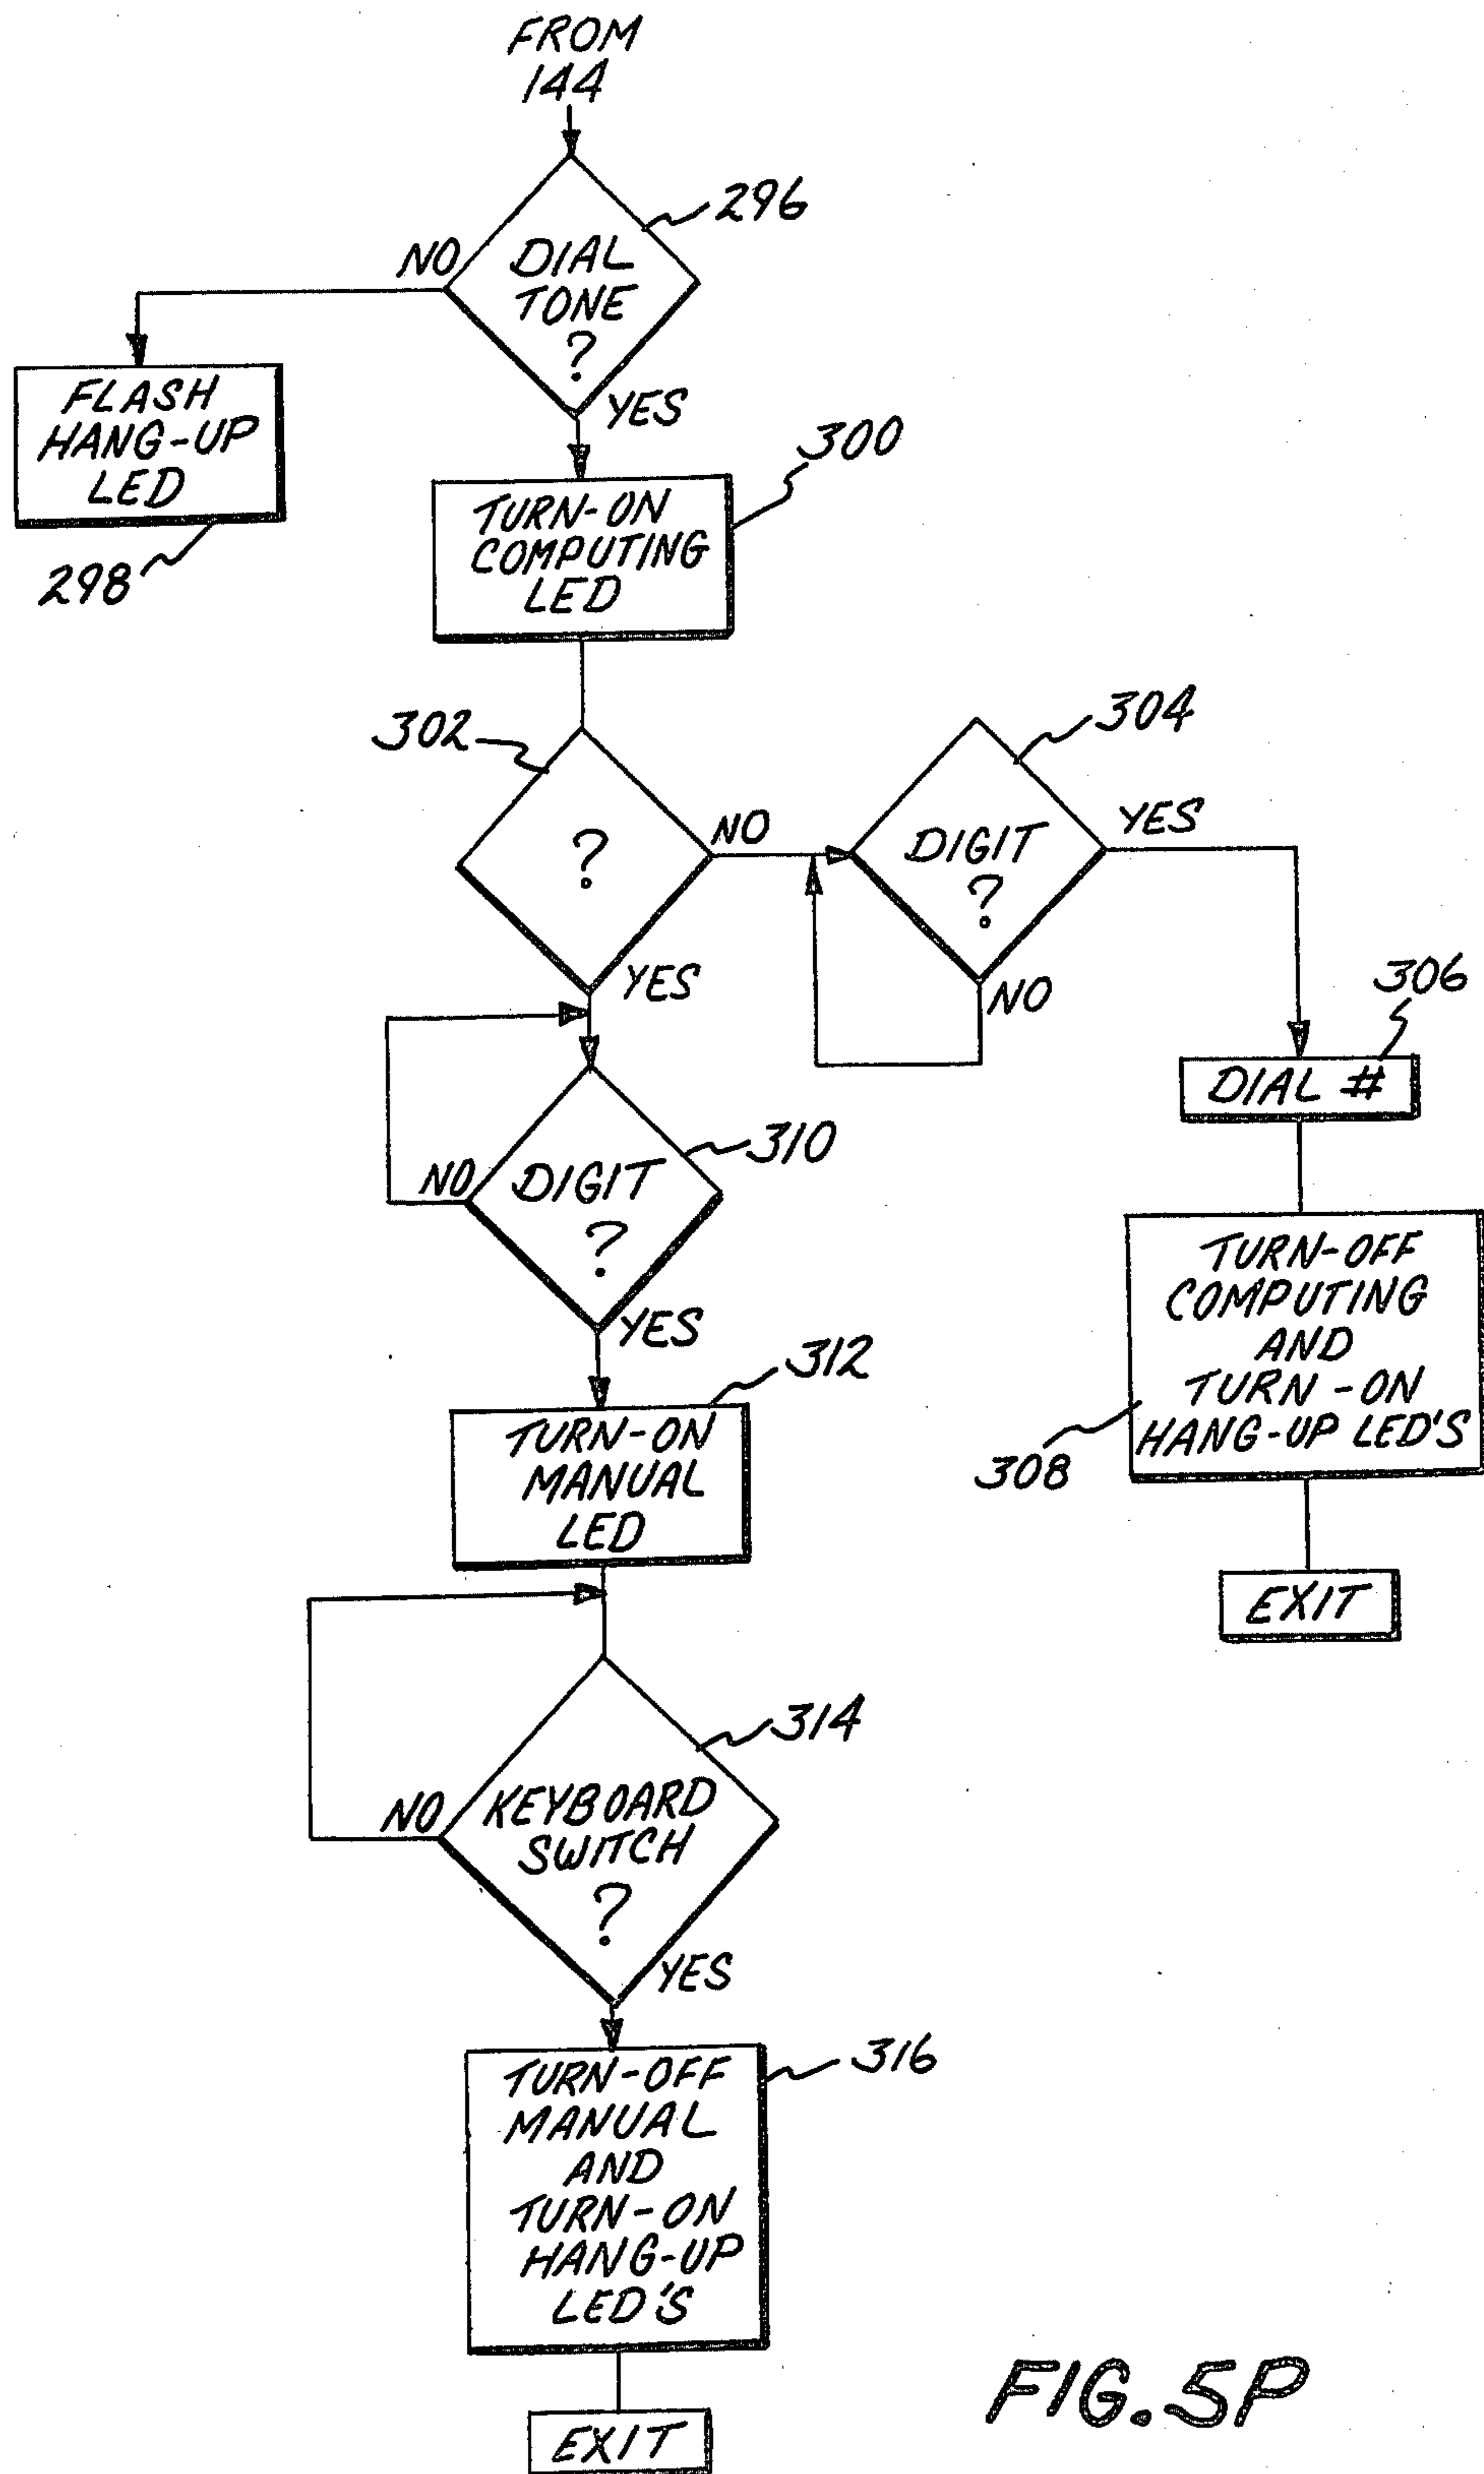 FROM
144
296
NO
DIAL
TONE
?
YES
FLASH
HANG-UP
LED
298
300
TURN-ON
COMPUTING
LED
302
?
NO
YES
304
DIGIT
?
YES
NO
306
DIAL #
310
NO
DIGIT
?
YES
TURN-OFF
COMPUTING
AND
TURN-ON
HANG-UP LED'S
308
EXIT
312
TURN-ON
MANUAL
LED
314
NO
KEYBOARD
SWITCH
?
YES
316
TURN-OFF
MANUAL
AND
TURN-ON
HANG-UP
LED'S
EXIT
FIG. 5P